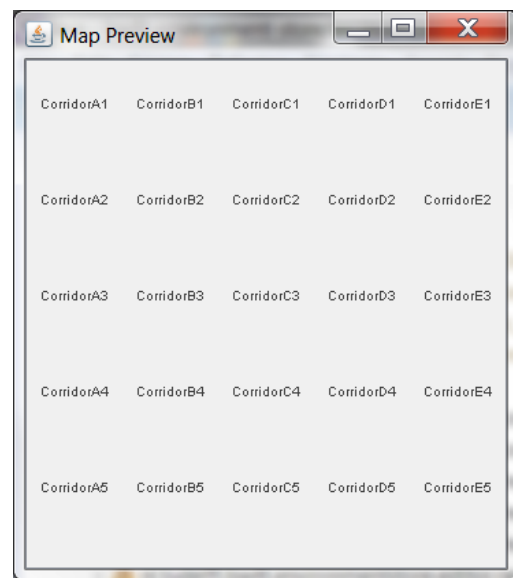 Map Preview
CorridorA1 CorridorB1 CorridorC1 CorridorD1 CorridorE1
CorridorA2 CorridorB2 CorridorC2 CorridorD2 CorridorE2
CorridorA3 CorridorB3 CorridorC3 CorridorD3 CorridorE3
CorridorA4 CorridorB4 CorridorC4 CorridorD4 CorridorE4
CorridorA5 CorridorB5 CorridorC5 CorridorD5 CorridorE5